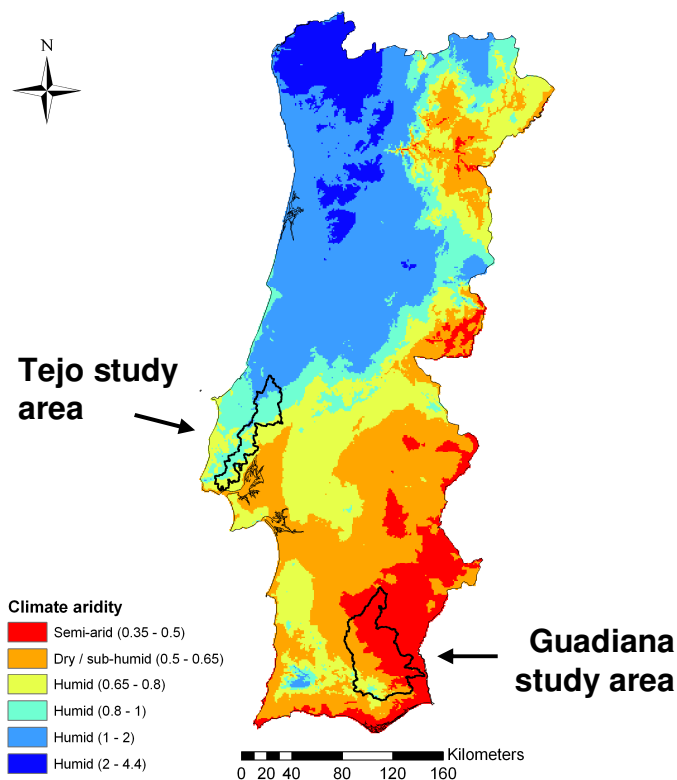 N
Tejo study
area
Climate aridity
Semi-arid (0.35 - 0.5)
Dry / sub-humid (0.5 - 0.65)
Humid (0.65 - 0.8)
Humid (0.8 - 1)
Humid (1 - 2)
Humid (2 - 4.4)
Guadiana
study area
Kilometers
0 20 40 80 120 160